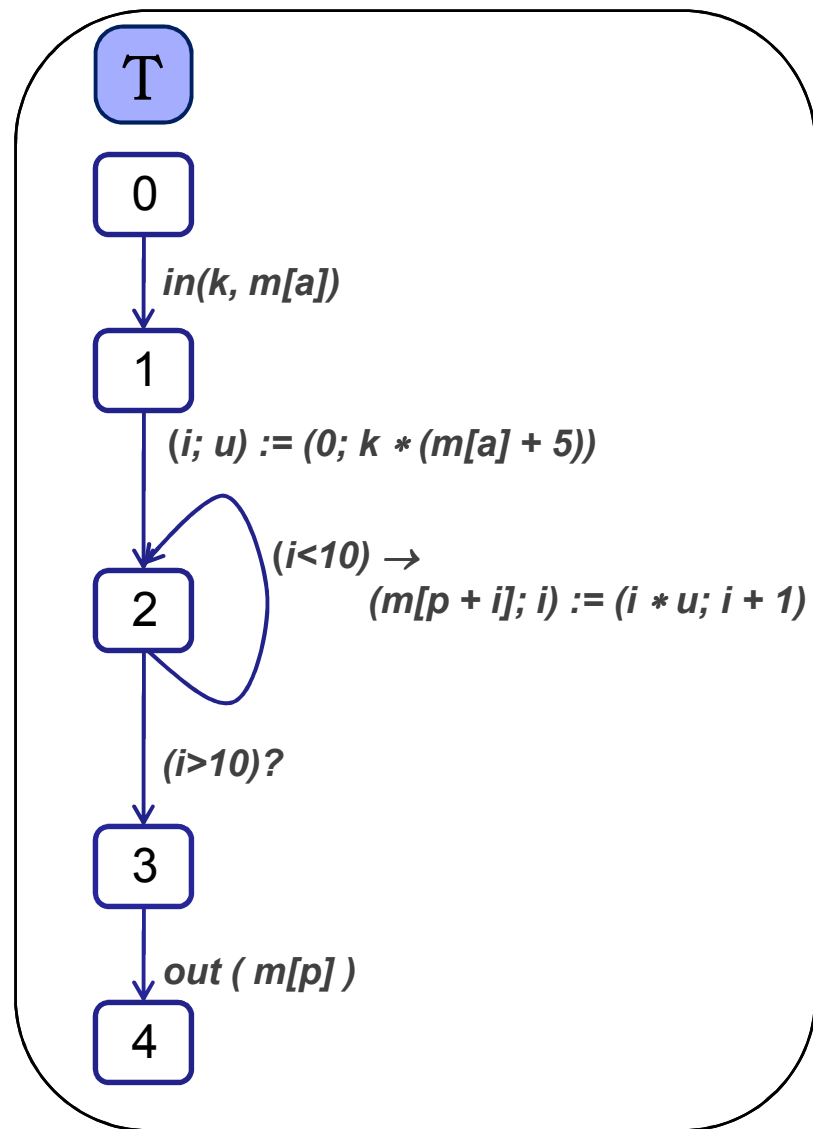 T
0
in(k, m[a])
1
(i; u) := (0; k * (m[a] + 5))
(i<10) →
2
(m[p + i]; i) := (i * u; i + 1)
(i>10)?
3
out ( m[p] )
4